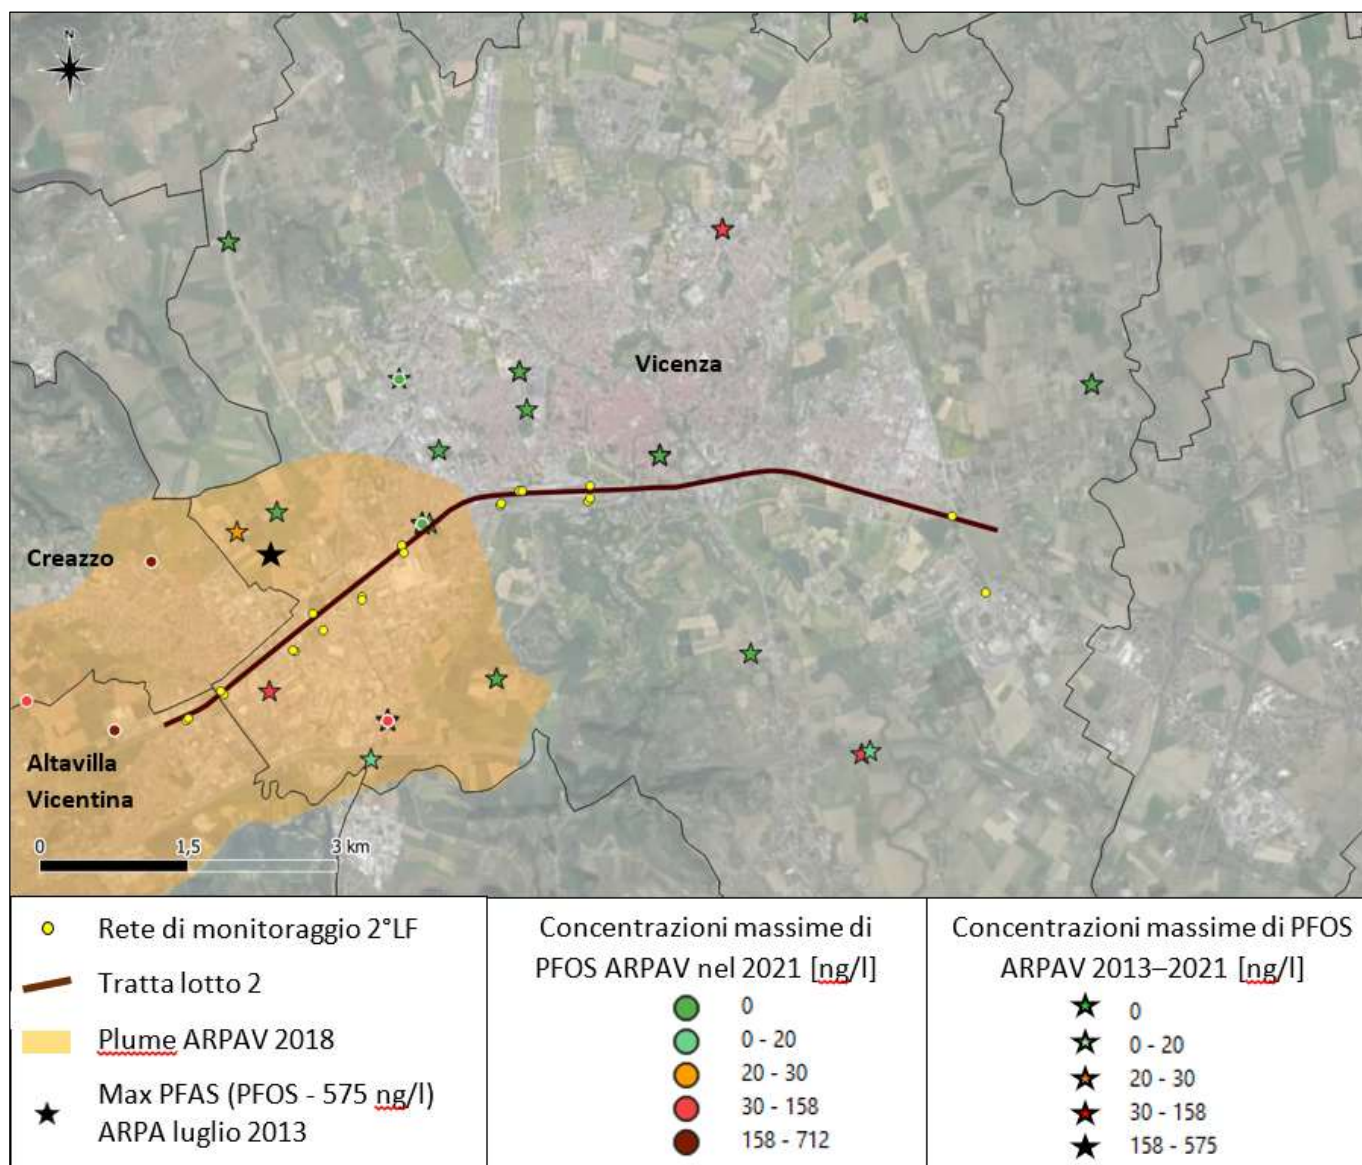 N
Vicenza
Creazzo
Altavilla
Vicentina
0 1,5 3 km
Rete di monitoraggio 2°LF
Tratta lotto 2
Plume ARPAV 2018
Max PFAS (PFOS - 575 ng/l)
ARPA luglio 2013
Concentrazioni massime di
PFOS ARPAV nel 2021 [ng/l]
0
0 - 20
20 - 30
30 - 158
158 - 712
Concentrazioni massime di PFOS
ARPAV 2013–2021 [ng/l]
0
0 - 20
20 - 30
30 - 158
158 - 575